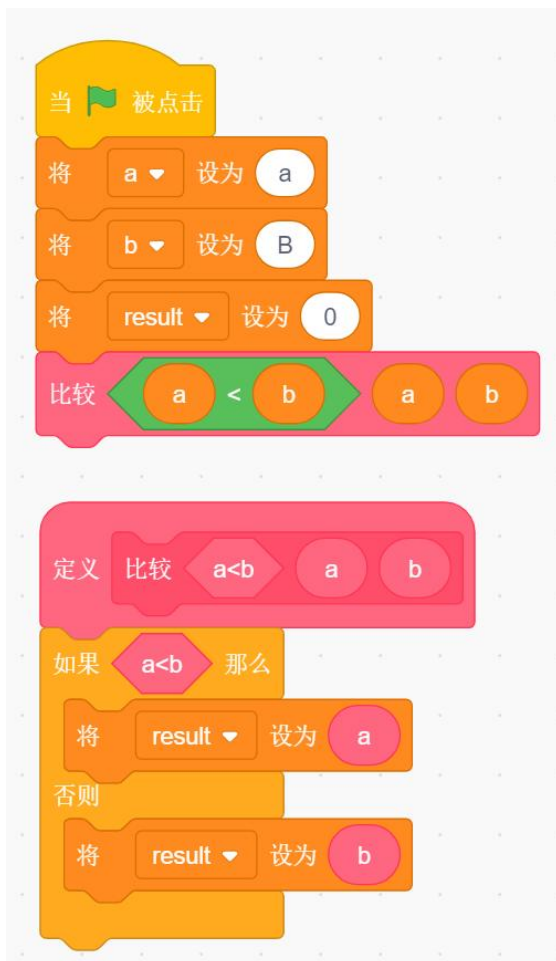 当 被点击
将 a 设为 a
将 b 设为 B
将 result 设为 0
比较 a < b a b
定义 比较 a<b a b
如果 a<b 那么
将 result 设为 a
否则
将 result 设为 b